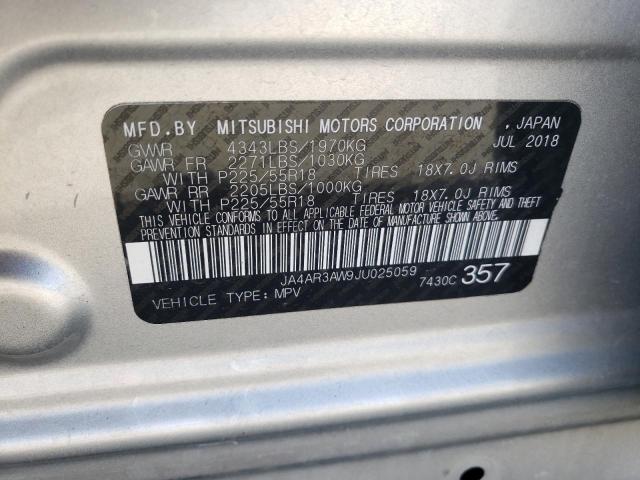 MFD.BY MITSUBISHI MOTORS CORPORATION , JAPAN
GVWR 4343LBS/1970KG JUL 2018
GAWR FR 2271LBS/1030KG
WITH P225/55R18 TIRES 18X7.0J RIMS
GAWR RR 2205LBS/1000KG
WITH P225/55R18 TIRES 18X7.0J RIMS
THIS VEHICLE CONFORMS TO ALL APPLICABLE FEDERAL MOTOR VEHICLE SAFETY AND THEFT
PREVENTION STANDARDS IN EFFECT ON THE DATE OF MANUFACTURE SHOWN ABOVE.
JA4AR3AW9JU025059 7430C 357
VEHICLE TYPE: MPV